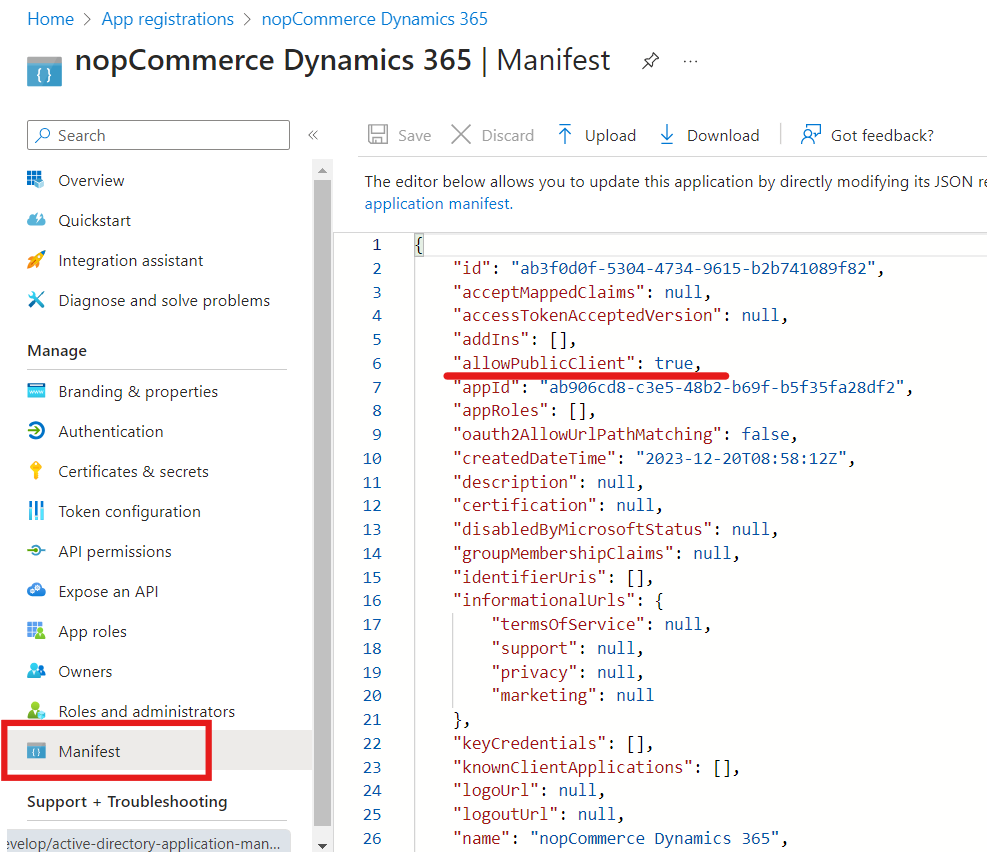 Home > App registrations > nopCommerce Dynamics 365
nopCommerce Dynamics 365 | Manifest
Search
Save
Discard
Upload
Download
Got feedback?
Overview
Quickstart
Integration assistant
Diagnose and solve problems
Manage
Branding & properties
Authentication
Certificates & secrets
Token configuration
API permissions
Expose an API
App roles
Owners
Roles and administrators
Manifest
Support + Troubleshooting
evelop/active-directory-application-man...
The editor below allows you to update this application by directly modifying its JSON re
application manifest.
1 {
2 "id": "ab3f0d0f-5304-4734-9615-b2b741089f82",
3 "acceptMappedClaims": null,
4 "accessTokenAcceptedVersion": null,
5 "addIns": [],
6 "allowPublicClient": true,
7 "appId": "ab906cd8-c3e5-48b2-b69f-b5f35fa28df2",
8 "appRoles": [],
9 "oauth2AllowUrlPathMatching": false,
10 "createdDateTime": "2023-12-20T08:58:12Z",
11 "description": null,
12 "certification": null,
13 "disabledByMicrosoftStatus": null,
14 "groupMembershipClaims": null,
15 "identifierUris": [],
16 "informationalUrls": {
17 "termsOfService": null,
18 "support": null,
19 "privacy": null,
20 "marketing": null
21 },
22 "keyCredentials": [],
23 "knownClientApplications": [],
24 "logoUrl": null,
25 "logoutUrl": null,
26 "name": "nopCommerce Dynamics 365",